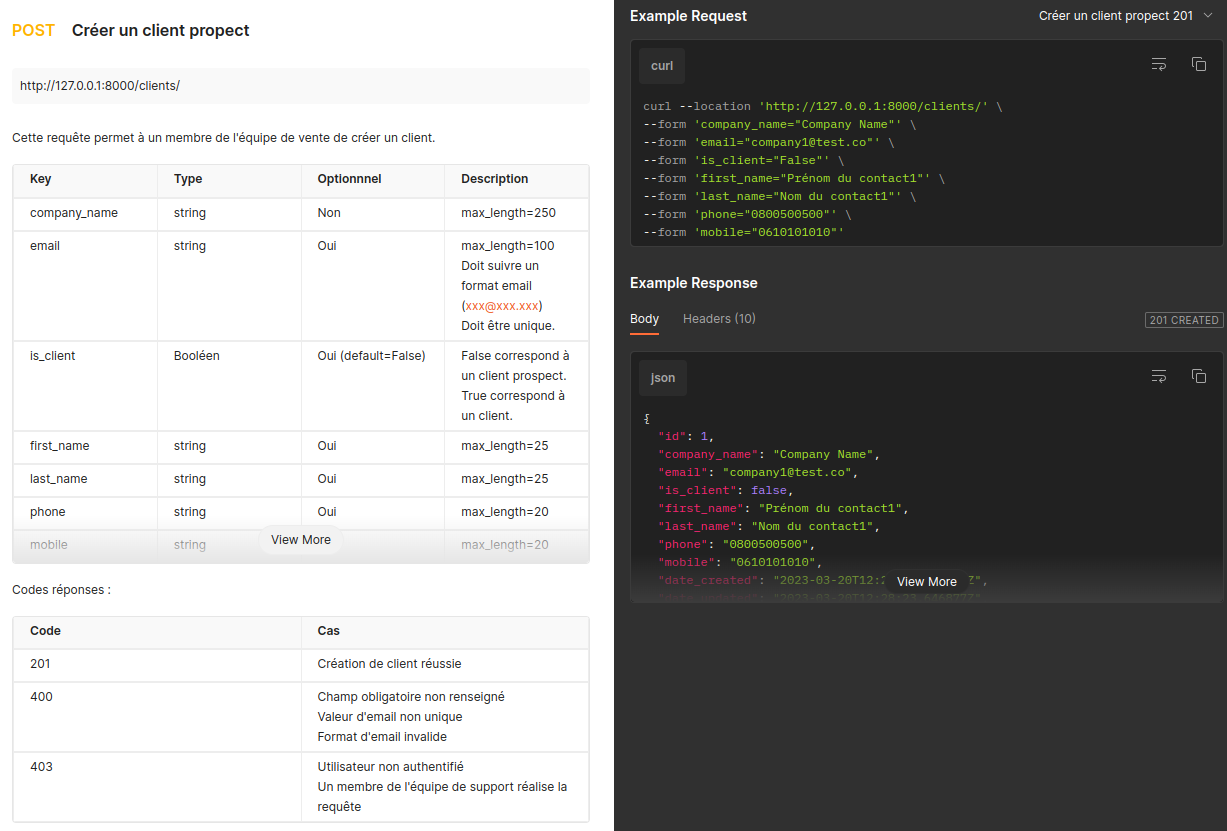 POST Créer un client propect
http://127.0.0.1:8000/clients/
Cette requête permet à un membre de l'équipe de vente de créer un client.
Key Type Optionnnel Description
company_name string Non max_length=250
email string Oui max_length=100
Doit suivre un
format email
(xxx@xxx.xxx)
Doit être unique.
is_client Booléen Oui (default=False) False correspond à
un client prospect.
True correspond à
un client.
first_name string Oui max_length=25
last_name string Oui max_length=25
phone string Oui max_length=20
mobile string max_length=20
View More
Codes réponses :
Code Cas
201 Création de client réussie
400 Champ obligatoire non renseigné
Valeur d'email non unique
Format d'email invalide
403 Utilisateur non authentifié
Un membre de l'équipe de support réalise la
requête
Example Request Créer un client propect 201
curl
curl --location 'http://127.0.0.1:8000/clients/' \
--form 'company_name="Company Name"' \
--form 'email="company1@test.co"' \
--form 'is_client="False"' \
--form 'first_name="Prénom du contact1"' \
--form 'last_name="Nom du contact1"' \
--form 'phone="0800500500"' \
--form 'mobile="0610101010"'
Example Response
Body Headers (10)
201 CREATED
json
{
"id": 1,
"company_name": "Company Name",
"email": "company1@test.co",
"is_client": false,
"first_name": "Prénom du contact1",
"last_name": "Nom du contact1",
"phone": "0800500500",
"mobile": "0610101010",
"date_created": "2023-03-20T12:2
View More